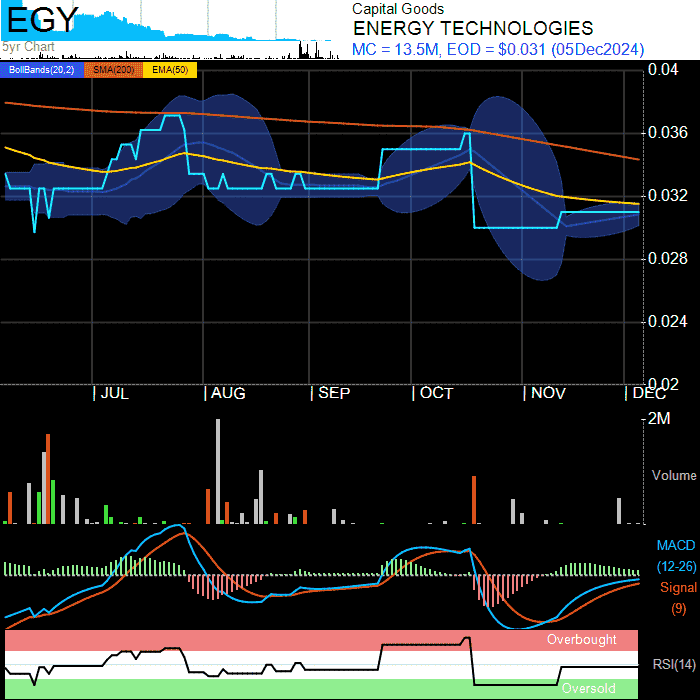 EGY
5yr Chart
Capital Goods
ENERGY TECHNOLOGIES
MC = 13.5M, EOD = $0.031 (05Dec2024)
BollBands(20,2) SMA(200) EMA(50)
0.04
0.036
0.032
0.028
0.024
0.02
JUL AUG SEP OCT NOV DEC
2M
Volume
MACD
(12-26)
Signal
(9)
Overbought
RSI(14)
Oversold